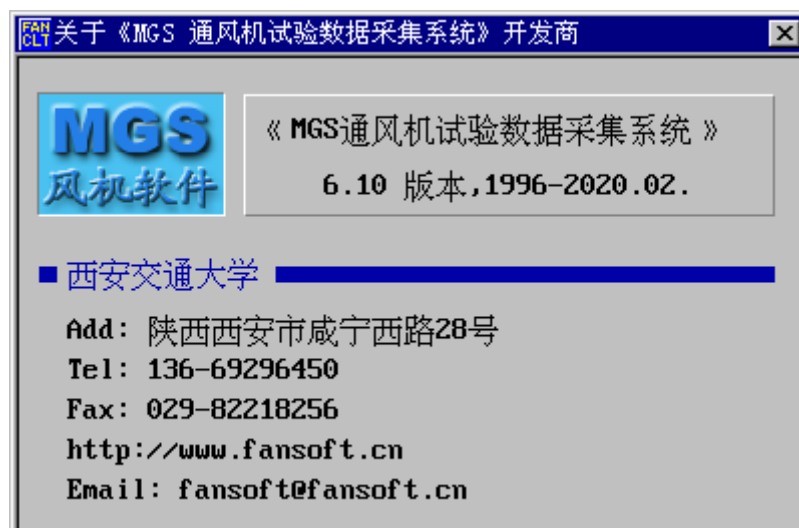 FAN
CLT
关于《MGS 通风机试验数据采集系统》开发商
MGS
风机软件
《 MGS通风机试验数据采集系统 》
6.10 版本,1996-2020.02.
西安交通大学
Add: 陕西西安市咸宁西路28号
Tel: 136-69296450
Fax: 029-82218256
http://www.fansoft.cn
Email: fansoft@fansoft.cn